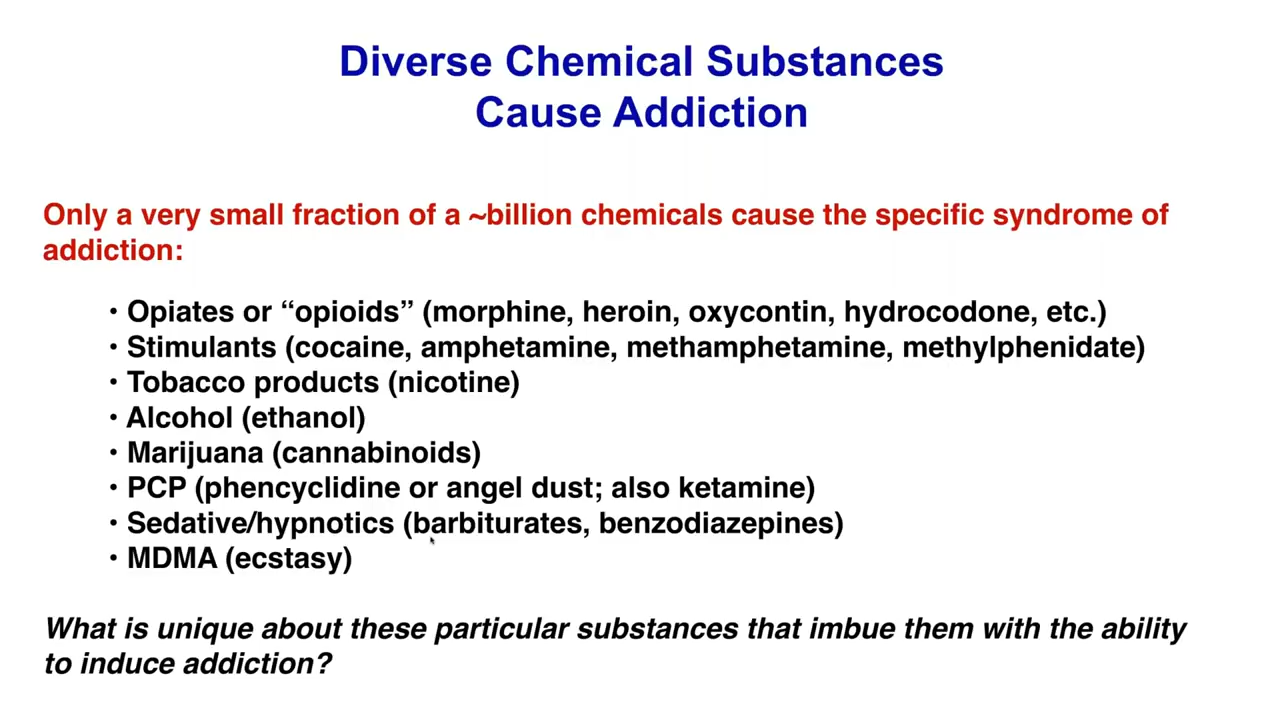 Diverse Chemical Substances
Cause Addiction
Only a very small fraction of a ~billion chemicals cause the specific syndrome of
addiction:
• Opiates or “opioids” (morphine, heroin, oxycontin, hydrocodone, etc.)
• Stimulants (cocaine, amphetamine, methamphetamine, methylphenidate)
• Tobacco products (nicotine)
• Alcohol (ethanol)
• Marijuana (cannabinoids)
• PCP (phencyclidine or angel dust; also ketamine)
• Sedative/hypnotics (barbiturates, benzodiazepines)
• MDMA (ecstasy)
What is unique about these particular substances that imbue them with the ability
to induce addiction?